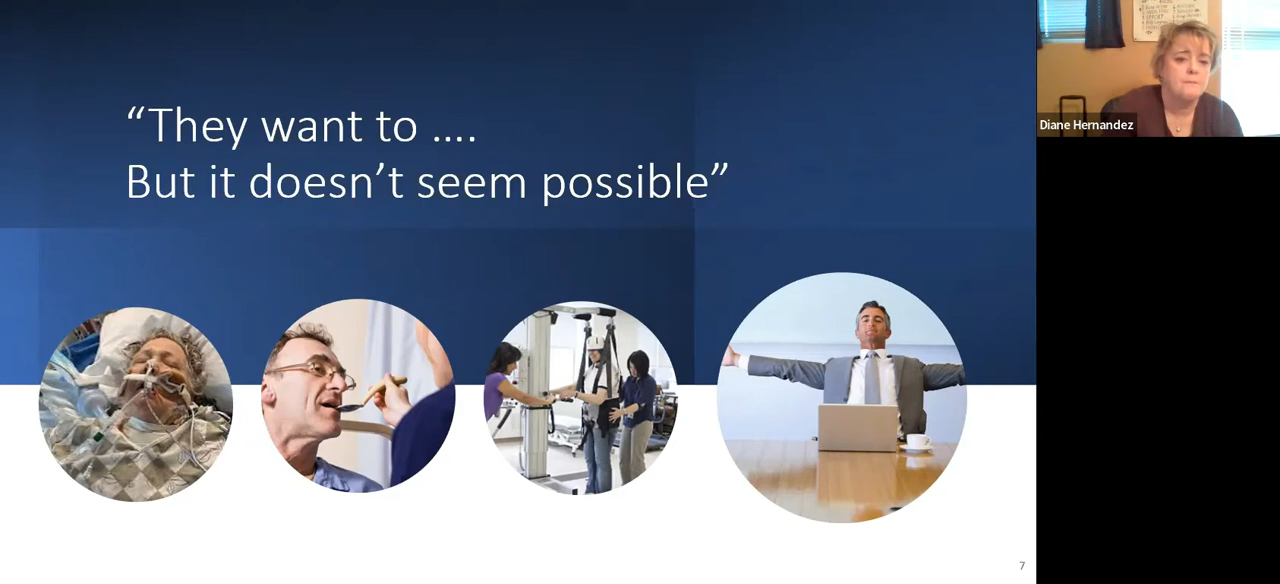 “They want to ....
But it doesn’t seem possible”
Diane Hernandez
7